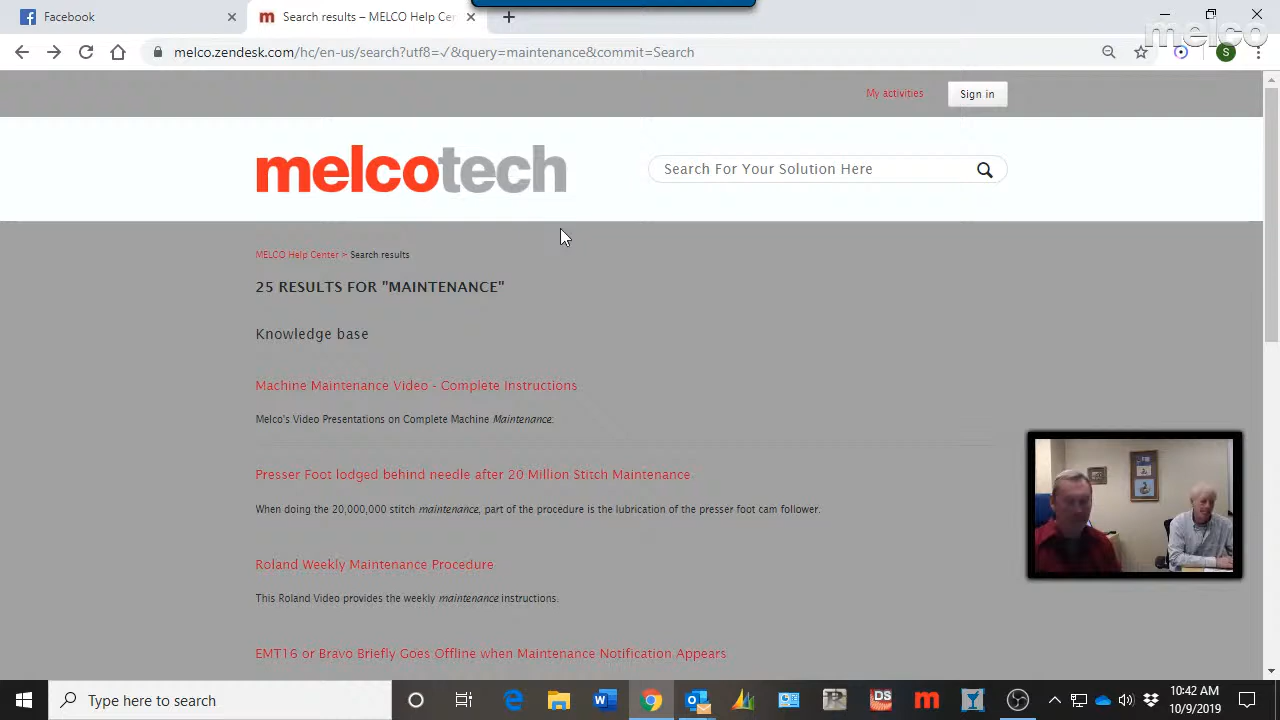 Facebook
Search results – MELCO Help Cer
melco
melco.zendesk.com/hc/en-us/search?utf8=✓&query=maintenance&commit=Search
S
My activities
Sign in
melcotech
Search For Your Solution Here
MELCO Help Center > Search results
25 RESULTS FOR "MAINTENANCE"
Knowledge base
Machine Maintenance Video - Complete Instructions
Melco's Video Presentations on Complete Machine Maintenance:
Presser Foot lodged behind needle after 20 Million Stitch Maintenance
When doing the 20,000,000 stitch maintenance, part of the procedure is the lubrication of the presser foot cam follower.
Roland Weekly Maintenance Procedure
This Roland Video provides the weekly maintenance instructions.
EMT16 or Bravo Briefly Goes Offline when Maintenance Notification Appears
Type here to search
DS
10:42 AM
10/9/2019